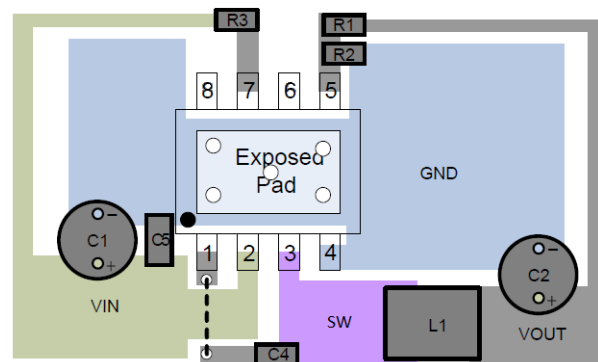 R3
R1
R2
8 7 6 5
Exposed
Pad
GND
C1
C5
1 2 3 4
C2
VIN
SW
L1
VOUT
C4
−
+
−
+